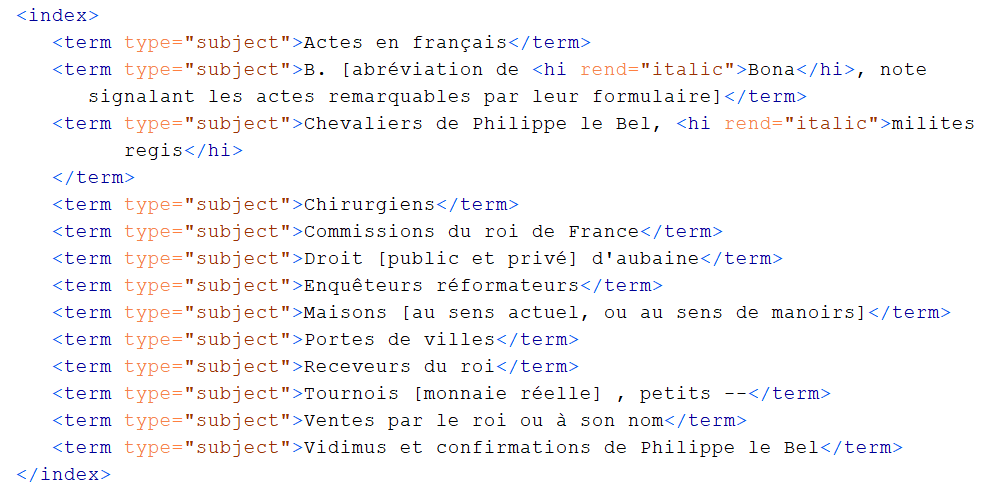 <index>
<term type="subject">Actes en français</term>
<term type="subject">B. [abréviation de <hi rend="italic">Bona</hi>, note
signalant les actes remarquables par leur formulaire]</term>
<term type="subject">Chevaliers de Philippe le Bel, <hi rend="italic">milites
regis</hi>
</term>
<term type="subject">Chirurgiens</term>
<term type="subject">Commissions du roi de France</term>
<term type="subject">Droit [public et privé] d'aubaine</term>
<term type="subject">Enquêteurs réformateurs</term>
<term type="subject">Maisons [au sens actuel, ou au sens de manoirs]</term>
<term type="subject">Portes de villes</term>
<term type="subject">Receveurs du roi</term>
<term type="subject">Tournois [monnaie réelle] , petits --</term>
<term type="subject">Ventes par le roi ou à son nom</term>
<term type="subject">Vidimus et confirmations de Philippe le Bel</term>
</index>